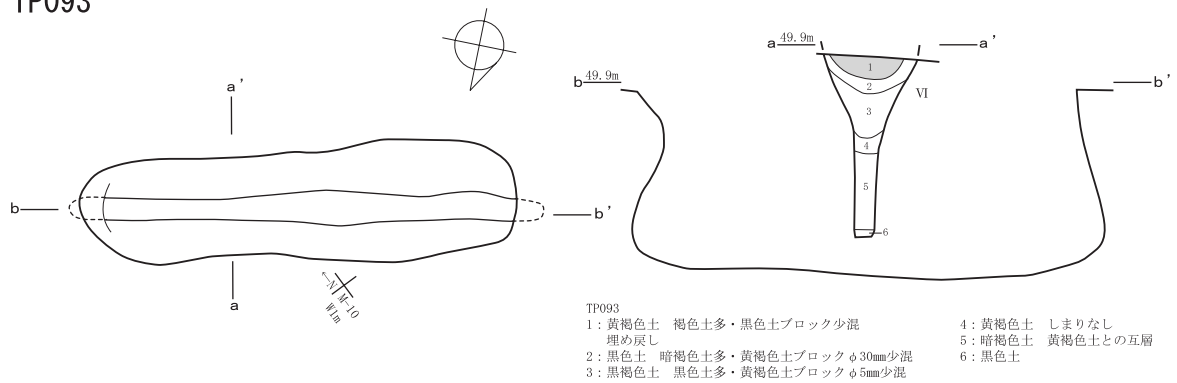 TP093
a'
b
b'
a
←N
M-10
W1m
a 49.9m a'
b 49.9m b'
1
2
3
4
5
6
Ⅵ
TP093
1：黄褐色土　褐色土多・黒色土ブロック少混
埋め戻し
2：黒色土　暗褐色土多・黄褐色土ブロックφ30㎜少混
3：黒褐色土　黒色土多・黄褐色土ブロックφ5㎜少混
4：黄褐色土　しまりなし
5：暗褐色土　黄褐色土との互層
6：黒色土